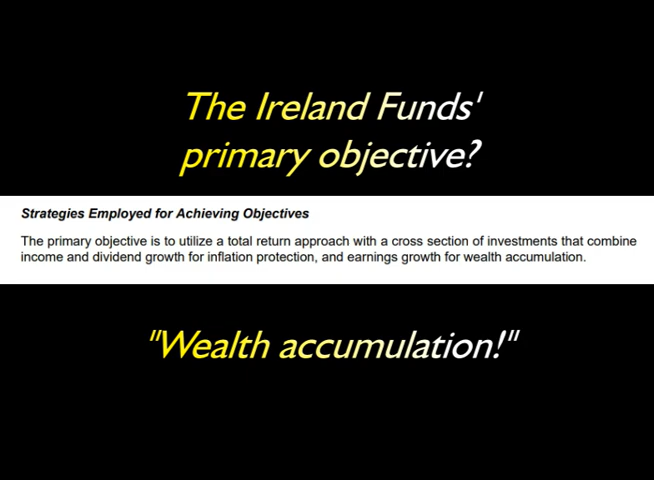 The Ireland Funds'
primary objective?
Strategies Employed for Achieving Objectives
The primary objective is to utilize a total return approach with a cross section of investments that combine
income and dividend growth for inflation protection, and earnings growth for wealth accumulation.
"Wealth accumulation!"